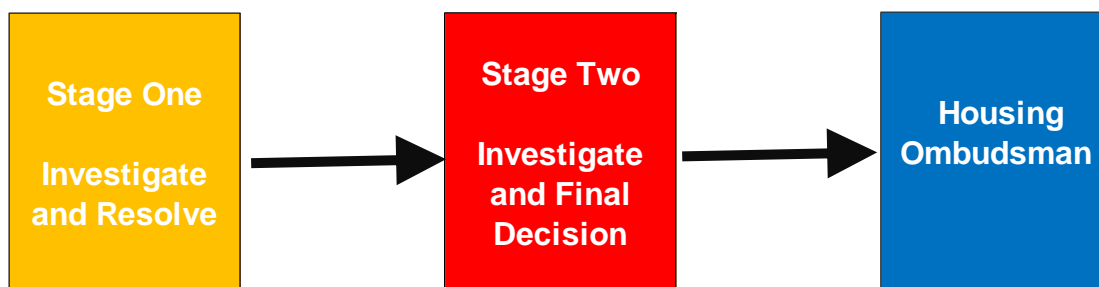 Stage One
Investigate
and Resolve
Stage Two
Investigate
and Final
Decision
Housing
Ombudsman